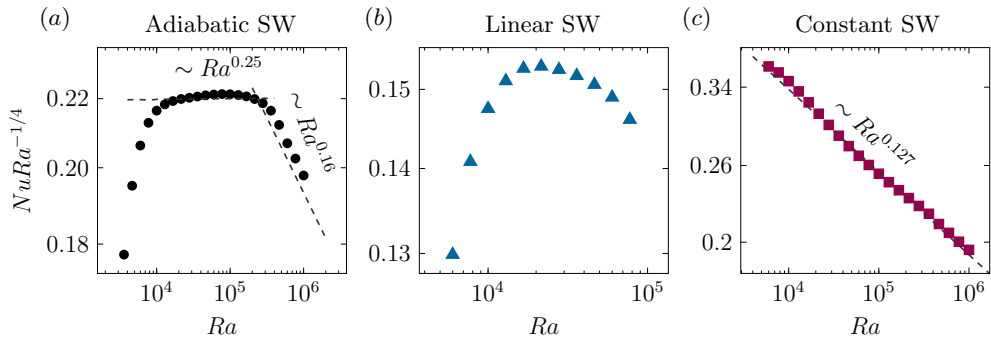 (a) Adiabatic SW
(b) Linear SW
(c) Constant SW
NuRa^{-1/4}
0.22
0.20
0.18
∼ Ra^{0.25}
∼ Ra^{0.16}
10^4 10^5 10^6
Ra
0.15
0.14
0.13
10^4 10^5
Ra
0.34
0.26
0.2
∼ Ra^{0.127}
10^4 10^5 10^6
Ra